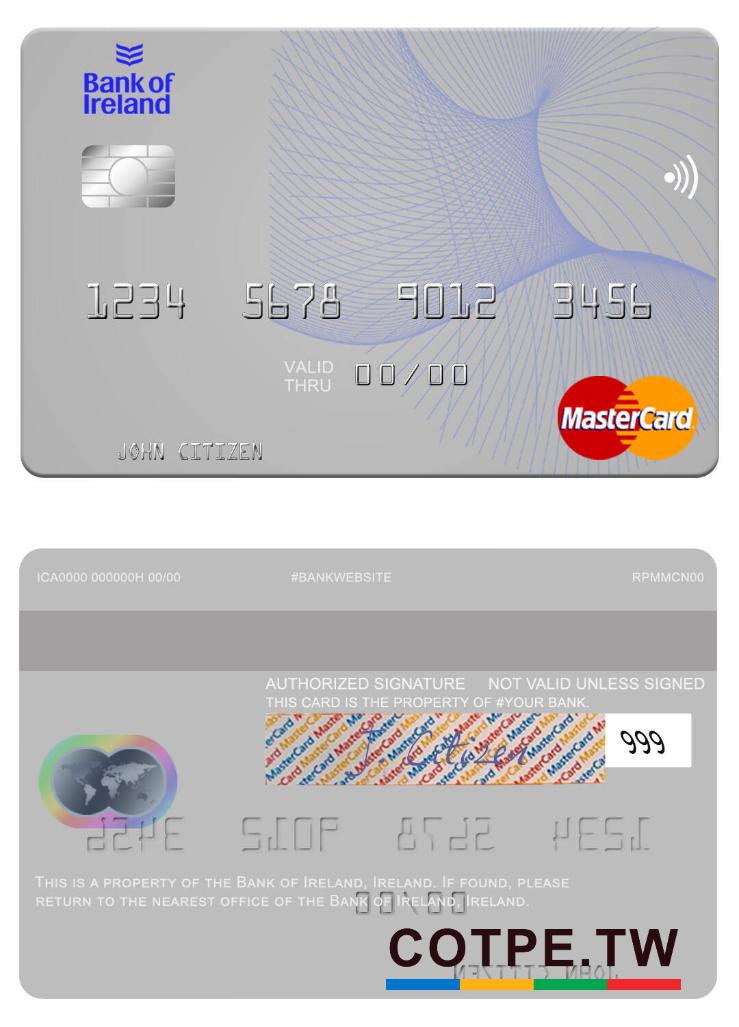 Bank of
Ireland
1234 5678 9012 3456
VALID
THRU 00/00
MasterCard
JOHN CITIZEN
ICA0000 000000H 00/00 #BANKWEBSITE RPMMCN00
AUTHORIZED SIGNATURE NOT VALID UNLESS SIGNED
THIS CARD IS THE PROPERTY OF #YOUR BANK.
J. Citizen 999
THIS IS A PROPERTY OF THE BANK OF IRELAND, IRELAND. IF FOUND, PLEASE
RETURN TO THE NEAREST OFFICE OF THE BANK OF IRELAND, IRELAND.
COTPE.TW